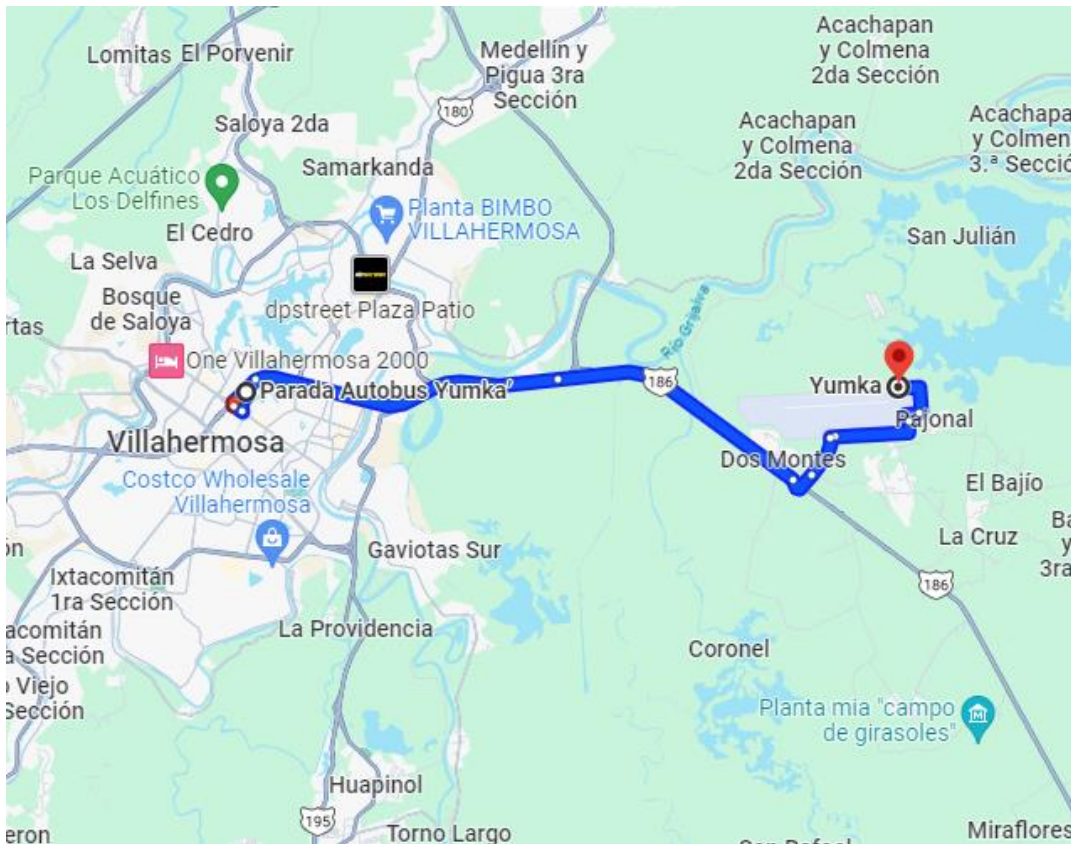 Lomitas
El Porvenir
Medellín y
Pigua 3ra
Sección
Acachapan
y Colmena
2da Sección
180
Saloya 2da
Acachapan
y Colmena
2da Sección
Acachapa
y Colmen
3.ª Secció
Samarkanda
Parque Acuático
Los Delfines
Planta BIMBO
VILLAHERMOSA
El Cedro
San Julián
La Selva
Bosque
de Saloya
rtas
dpstreet Plaza Patio
Río Grijalva
One Villahermosa 2000
186
Parada Autobus Yumka'
Yumka
Pajonal
Villahermosa
Dos Montes
Costco Wholesale
Villahermosa
El Bajío
La Cruz
Ba
y
3ra
ón
Gaviotas Sur
Ixtacomitán
1ra Sección
186
La Providencia
acomitán
a Sección
Coronel
o Viejo
Sección
Planta mia "campo
de girasoles"
Huapinol
195
Torno Largo
Miraflores
eron